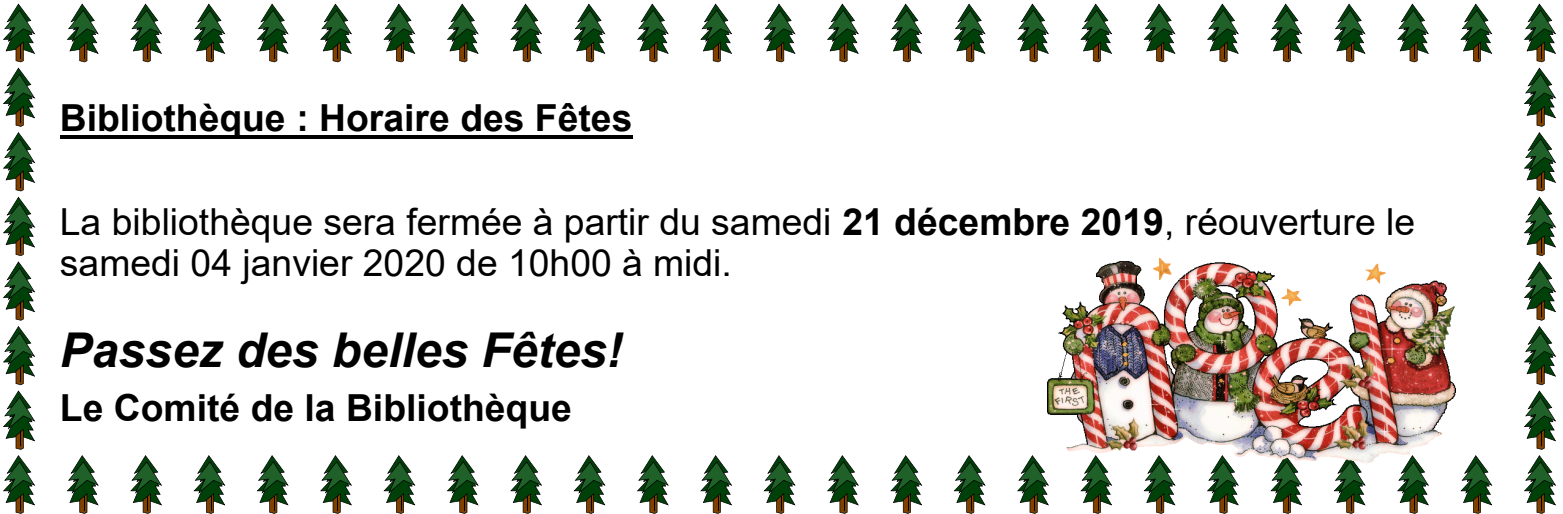 Bibliothèque : Horaire des Fêtes
La bibliothèque sera fermée à partir du samedi 21 décembre 2019, réouverture le
samedi 04 janvier 2020 de 10h00 à midi.
Passez des belles Fêtes!
Le Comité de la Bibliothèque
THE
FIRST
noel